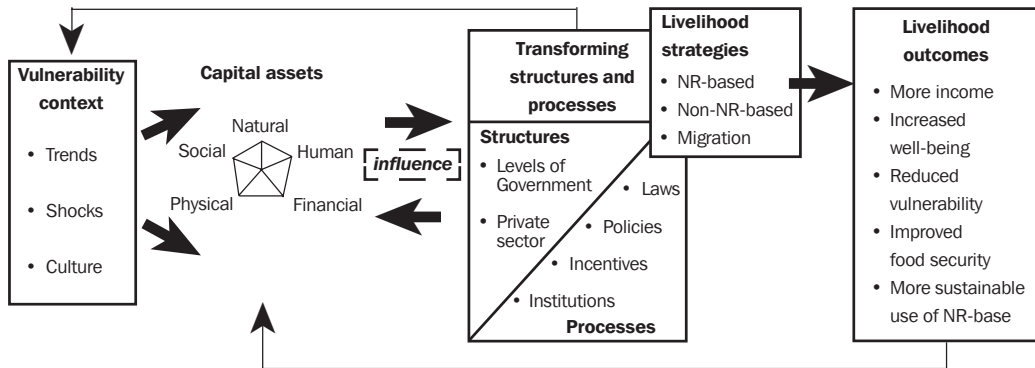 Vulnerability
context
• Trends
• Shocks
• Culture
Capital assets
Natural
Social
Human
Physical
Financial
influence
Transforming
structures and
processes
Structures
• Levels of
Government
• Private
sector
• Laws
• Policies
• Incentives
• Institutions
Processes
Livelihood
strategies
• NR-based
• Non-NR-based
• Migration
Livelihood
outcomes
• More income
• Increased
well-being
• Reduced
vulnerability
• Improved
food security
• More sustainable
use of NR-base